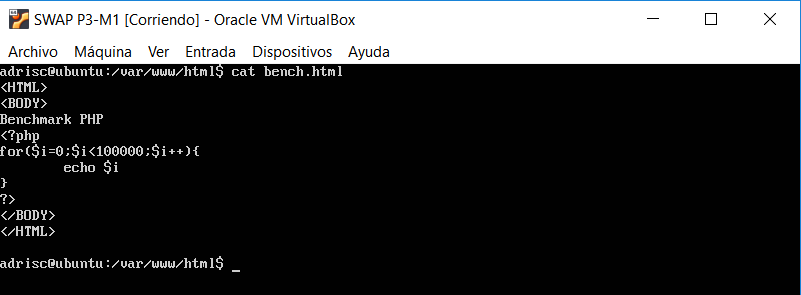 SWAP P3-M1 [Corriendo] - Oracle VM VirtualBox
Archivo Máquina Ver Entrada Dispositivos Ayuda
adrisc@ubuntu:/var/www/html$ cat bench.html
<HTML>
<BODY>
Benchmark PHP
<?php
for($i=0;$i<100000;$i++){
        echo $i
}
?>
</BODY>
</HTML>
adrisc@ubuntu:/var/www/html$ _